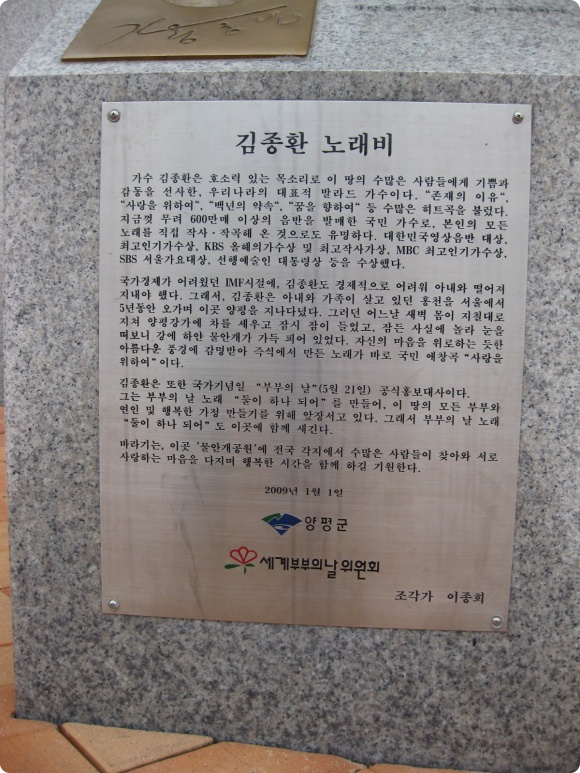 김종환 노래비
가수 김종환은 호소력 있는 목소리로 이 땅의 수많은 사람들에게 기쁨과
감동을 선사한, 우리나라의 대표적 발라드 가수이다. "존재의 이유",
"사랑을 위하여", "백년의 약속", "꿈을 향하여" 등 수많은 히트곡을 불렀다.
지금껏 무려 600만매 이상의 음반을 발매한 국민 가수로, 본인의 모든
노래를 직접 작사·작곡해 온 것으로도 유명하다. 대한민국영상음반 대상,
최고인기가수상, KBS 올해의가수상 및 최고작사가상, MBC 최고인기가수상,
SBS 서울가요대상, 선행예술인 대통령상 등을 수상했다.
국가경제가 어려웠던 IMF시절에, 김종환도 경제적으로 어려워 아내와 떨어져
지내야 했다. 그래서, 김종환은 아내와 가족이 살고 있던 홍천을 서울에서
5년동안 오가며 이곳 양평을 지나다녔다. 그러던 어느날 새벽 몸이 지칠대로
지쳐 양평강가에 차를 세우고 잠시 잠이 들었고, 잠든 사실에 놀라 눈을
떠보니 강에 하얀 물안개가 가득 피어 있었다. 자신의 마음을 위로하는 듯한
아름다운 풍경에 감명받아 즉석에서 만든 노래가 바로 국민 애창곡 "사랑을
위하여" 이다.
김종환은 또한 국가기념일 "부부의 날"(5월 21일) 공식홍보대사이다.
그는 부부의 날 노래 "둘이 하나 되어"를 만들어, 이 땅의 모든 부부와
연인 및 행복한 가정 만들기를 위해 앞장서고 있다. 그래서 부부의 날 노래
"둘이 하나 되어"도 이곳에 함께 새긴다.
바라기는, 이곳 '물안개공원'에 전국 각지에서 수많은 사람들이 찾아와 서로
사랑하는 마음을 다지며 행복한 시간을 함께 하길 기원한다.
2009년 1월 1일
양평군
세계부부의날위원회
조각가 이종희